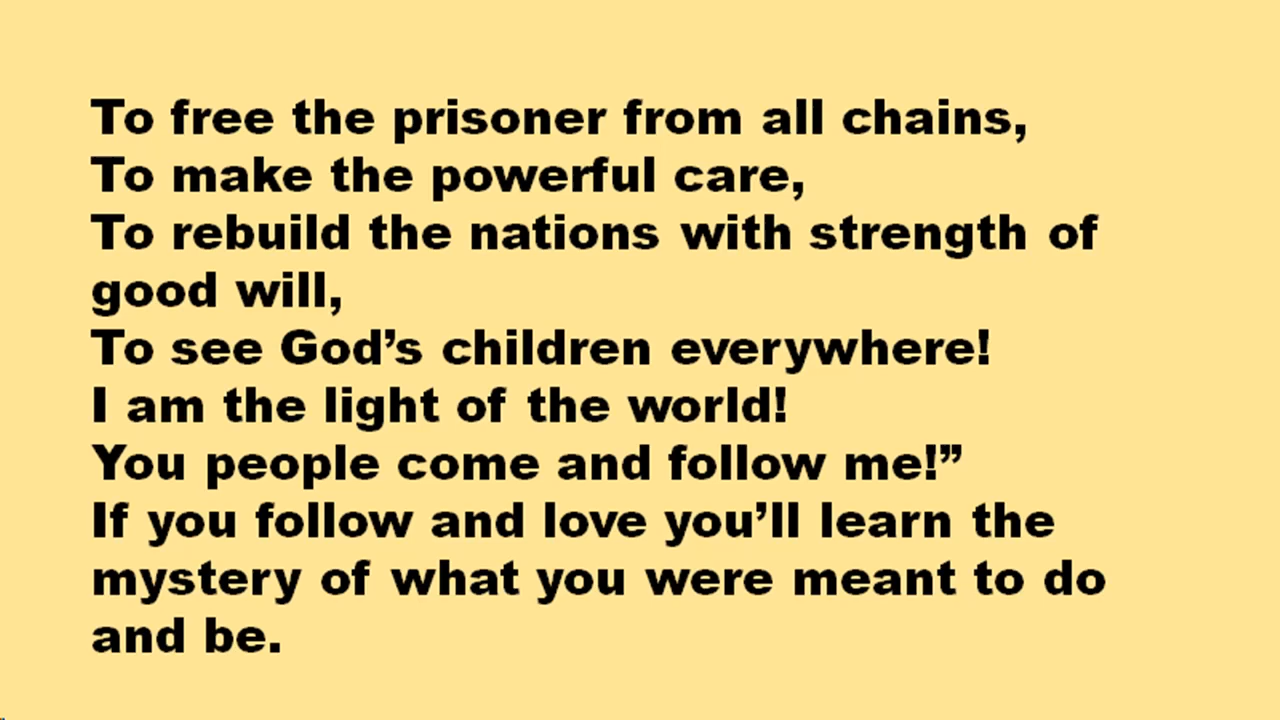 To free the prisoner from all chains,
To make the powerful care,
To rebuild the nations with strength of
good will,
To see God’s children everywhere!
I am the light of the world!
You people come and follow me!”
If you follow and love you’ll learn the
mystery of what you were meant to do
and be.